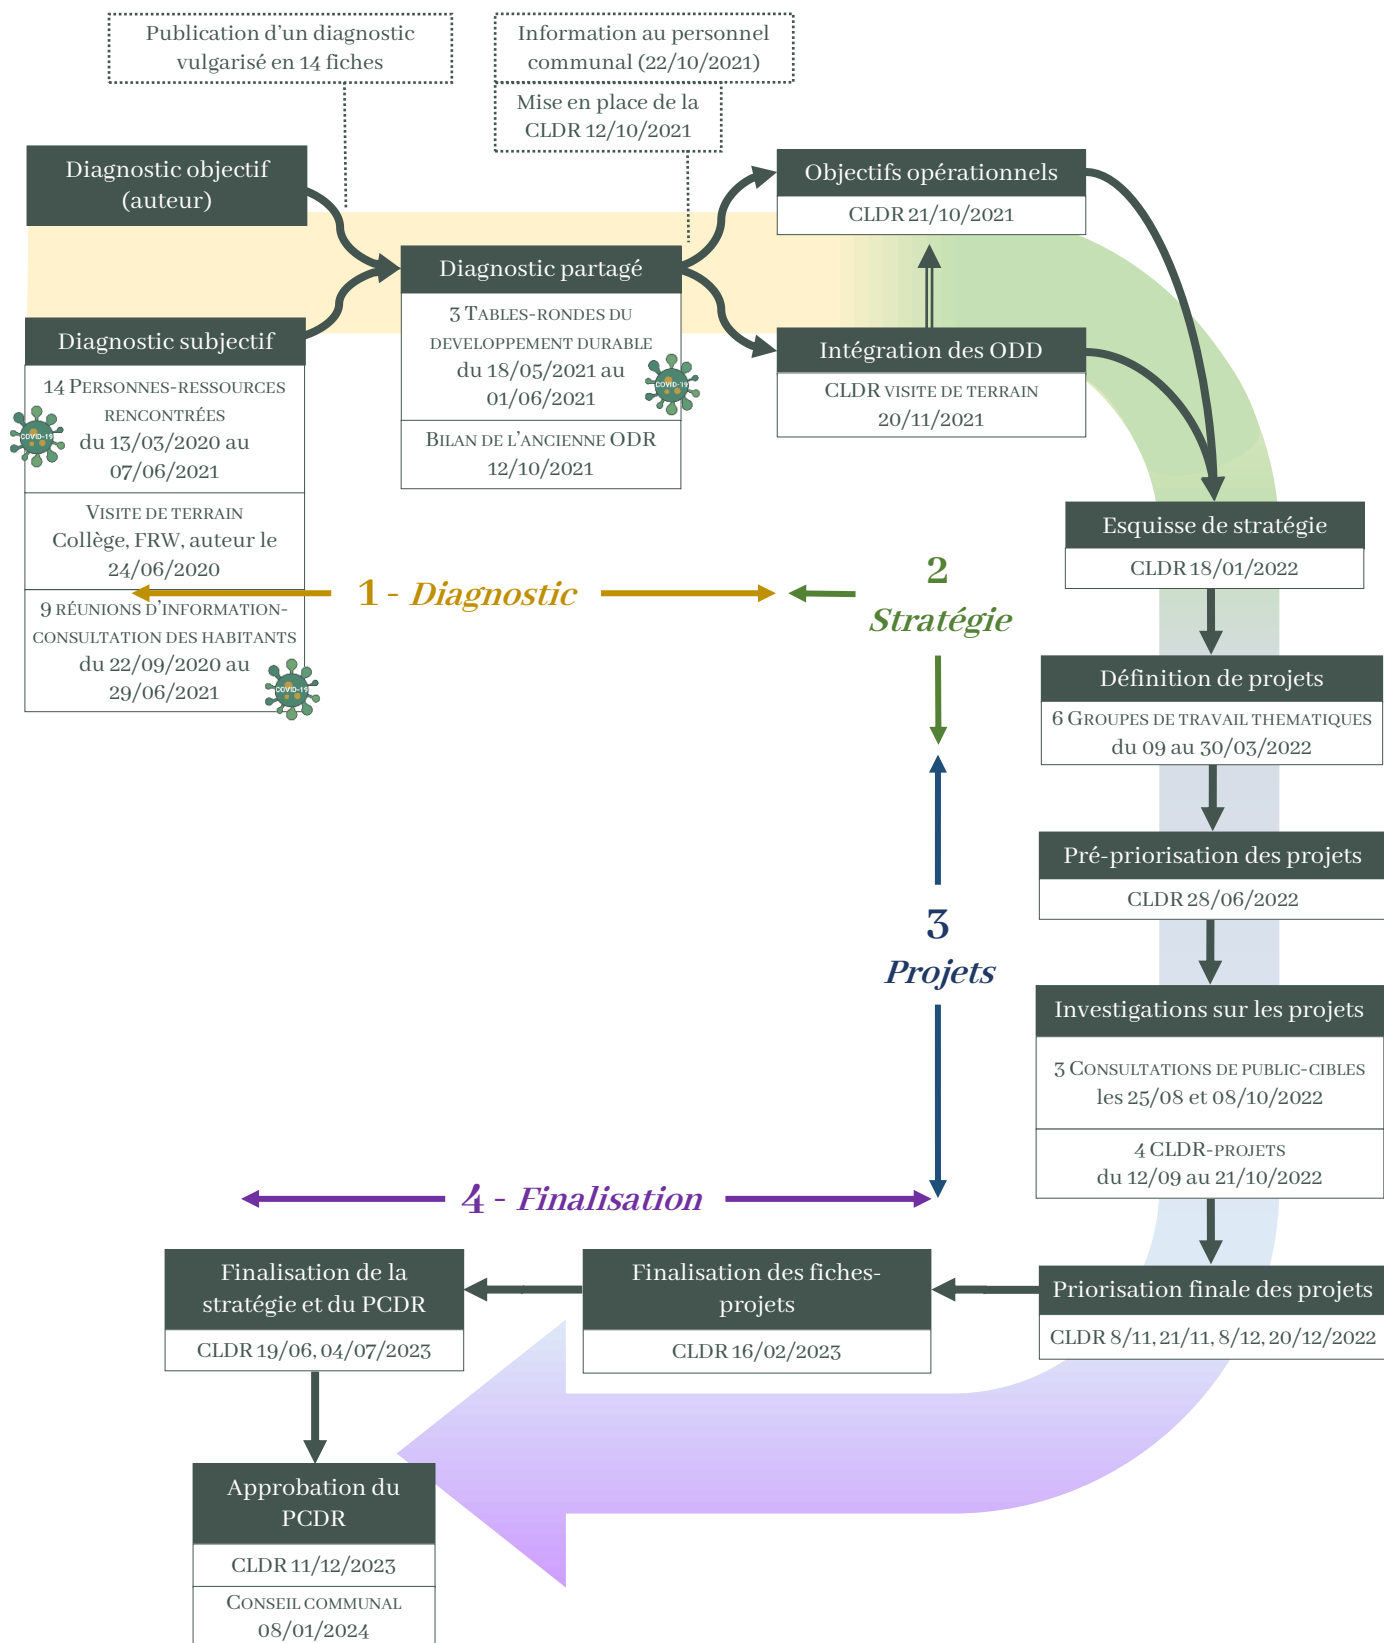 Publication d'un diagnostic
vulgarisé en 14 fiches
Information au personnel
communal (22/10/2021)
Mise en place de la
CLDR 12/10/2021
Diagnostic objectif
(auteur)
Diagnostic subjectif
14 PERSONNES-RESSOURCES
RENCONTRÉES
du 13/03/2020 au
07/06/2021
COVID-19
VISITE DE TERRAIN
Collège, FRW, auteur le
24/06/2020
9 RÉUNIONS D'INFORMATION-
CONSULTATION DES HABITANTS
du 22/09/2020 au
29/06/2021
COVID-19
Diagnostic partagé
3 TABLES-RONDES DU
DEVELOPPEMENT DURABLE
du 18/05/2021 au
01/06/2021
COVID-19
BILAN DE L'ANCIENNE ODR
12/10/2021
Objectifs opérationnels
CLDR 21/10/2021
Intégration des ODD
CLDR VISITE DE TERRAIN
20/11/2021
1 - Diagnostic
2
Stratégie
Esquisse de stratégie
CLDR 18/01/2022
Définition de projets
6 GROUPES DE TRAVAIL THEMATIQUES
du 09 au 30/03/2022
Pré-priorisation des projets
CLDR 28/06/2022
3
Projets
Investigations sur les projets
3 CONSULTATIONS DE PUBLIC-CIBLES
les 25/08 et 08/10/2022
4 CLDR-PROJETS
du 12/09 au 21/10/2022
4 - Finalisation
Priorisation finale des projets
CLDR 8/11, 21/11, 8/12, 20/12/2022
Finalisation des fiches-
projets
CLDR 16/02/2023
Finalisation de la
stratégie et du PCDR
CLDR 19/06, 04/07/2023
Approbation du
PCDR
CLDR 11/12/2023
CONSEIL COMMUNAL
08/01/2024